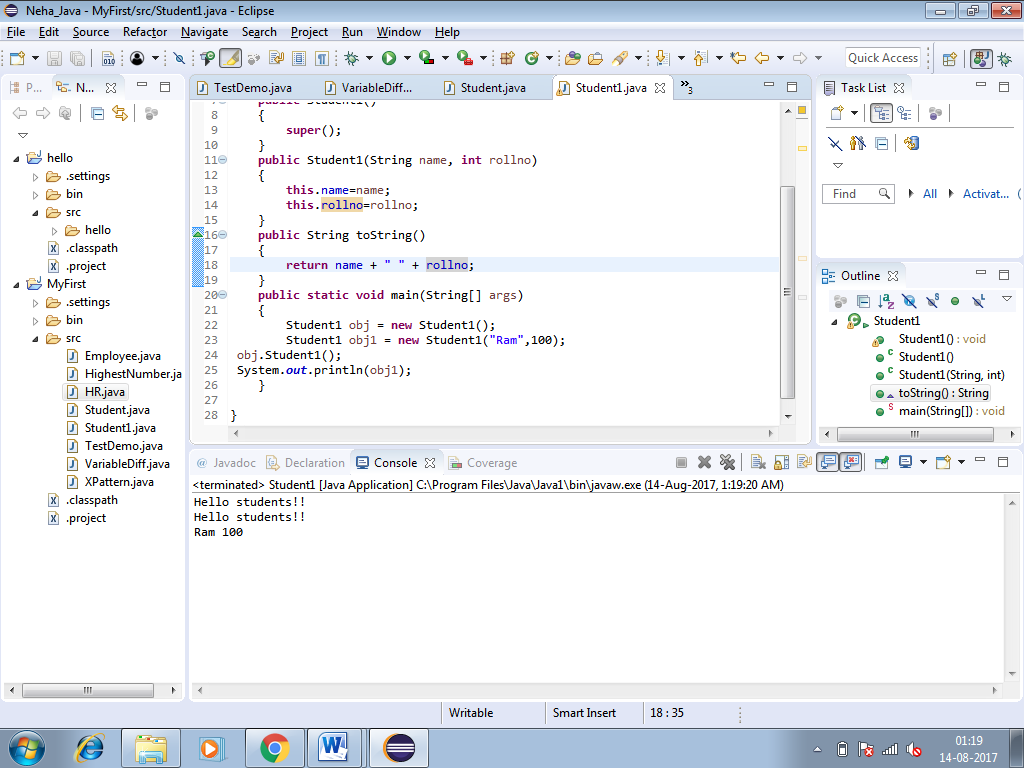 Neha_Java - MyFirst/src/Student1.java - Eclipse
File Edit Source Refactor Navigate Search Project Run Window Help
Quick Access
P... N...
hello
.settings
bin
src
hello
.classpath
.project
MyFirst
.settings
bin
src
Employee.java
HighestNumber.ja
HR.java
Student.java
Student1.java
TestDemo.java
VariableDiff.java
XPattern.java
.classpath
.project
TestDemo.java VariableDiff... Student.java Student1.java »3
7 public Student1()
8 {
9 super();
10 }
11 public Student1(String name, int rollno)
12 {
13 this.name=name;
14 this.rollno=rollno;
15 }
16 public String toString()
17 {
18 return name + " " + rollno;
19 }
20 public static void main(String[] args)
21 {
22 Student1 obj = new Student1();
23 Student1 obj1 = new Student1("Ram",100);
24 obj.Student1();
25 System.out.println(obj1);
26 }
27
28 }
Task List
Find All Activat...
Outline
Student1
Student1() : void
Student1()
Student1(String, int)
toString() : String
main(String[]) : void
@ Javadoc Declaration Console Coverage
<terminated> Student1 [Java Application] C:\Program Files\Java\Java1\bin\javaw.exe (14-Aug-2017, 1:19:20 AM)
Hello students!!
Hello students!!
Ram 100
Writable Smart Insert 18 : 35
01:19
14-08-2017